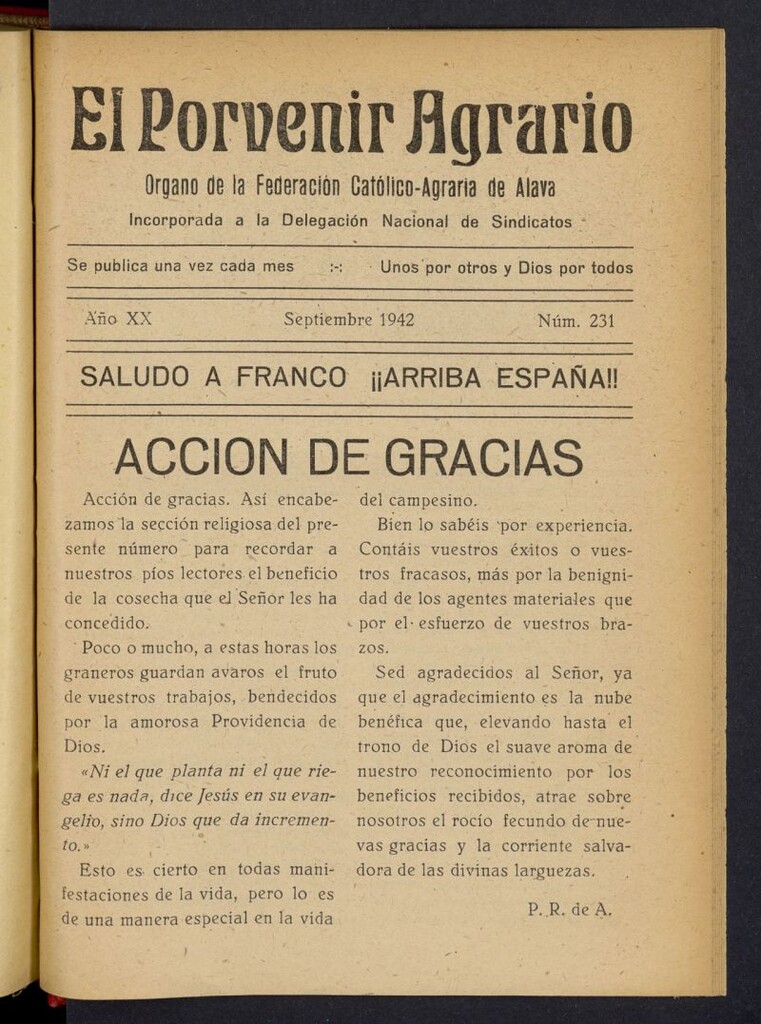 El Porvenir Agrario
Organo de la Federación Católico-Agraria de Alava
Incorporada a la Delegación Nacional de Sindicatos
Se publica una vez cada mes :-: Unos por otros y Dios por todos
Año XX Septiembre 1942 Núm. 231
SALUDO A FRANCO ¡¡ARRIBA ESPAÑA!!
ACCION DE GRACIAS
Acción de gracias. Así encabe-
zamos la sección religiosa del pre-
sente número para recordar a
nuestros píos lectores el beneficio
de la cosecha que el Señor les ha
concedido.
Poco o mucho, a estas horas los
graneros guardan avaros el fruto
de vuestros trabajos, bendecidos
por la amorosa Providencia de
Dios.
«Ni el que planta ni el que rie-
ga es nada, dice Jesús en su evan-
gelio, sino Dios que da incremen-
to.»
Esto es cierto en todas mani-
festaciones de la vida, pero lo es
de una manera especial en la vida
del campesino.
Bien lo sabéis por experiencia.
Contáis vuestros éxitos o vues-
tros fracasos, más por la benigni-
dad de los agentes materiales que
por el esfuerzo de vuestros bra-
zos.
Sed agradecidos al Señor, ya
que el agradecimiento es la nube
benéfica que, elevando hasta el
trono de Dios el suave aroma de
nuestro reconocimiento por los
beneficios recibidos, atrae sobre
nosotros el rocío fecundo de nue-
vas gracias y la corriente salva-
dora de las divinas larguezas.
P. R. de A.